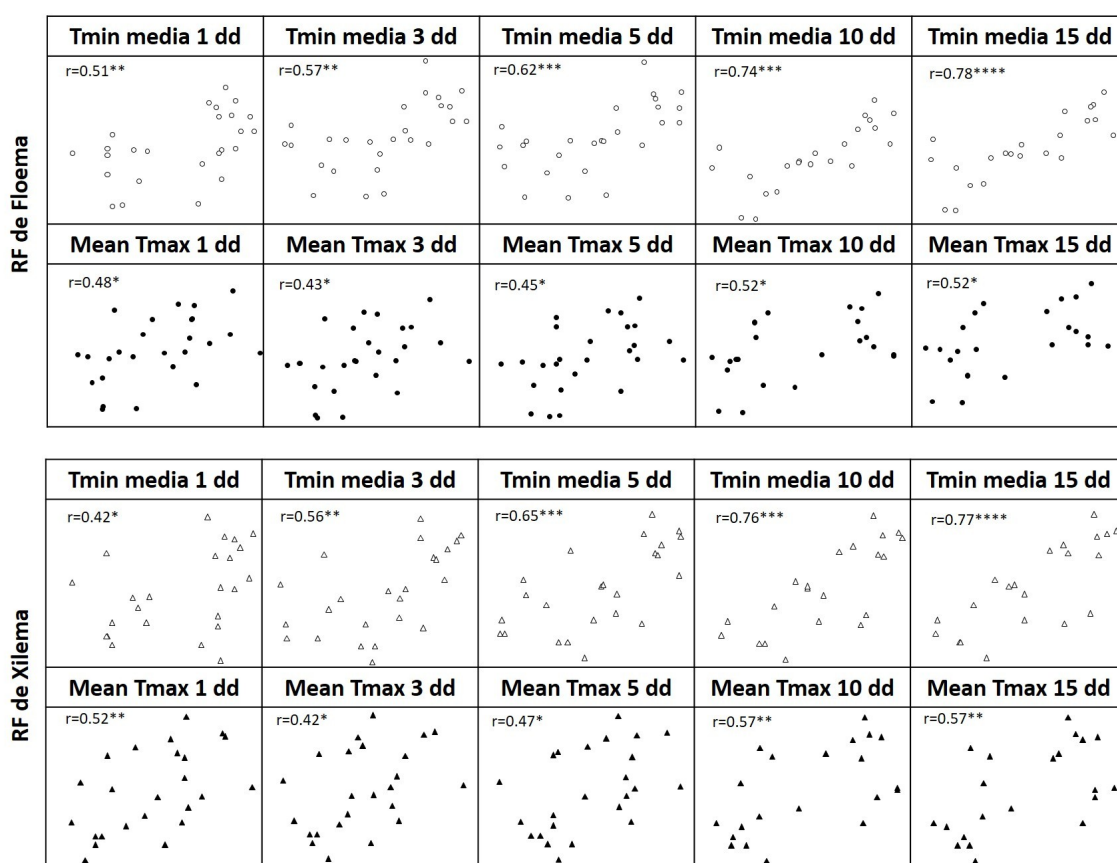 RF de Floema
Tmin media 1 dd Tmin media 3 dd Tmin media 5 dd Tmin media 10 dd Tmin media 15 dd
r=0.51** r=0.57** r=0.62*** r=0.74*** r=0.78****
Mean Tmax 1 dd Mean Tmax 3 dd Mean Tmax 5 dd Mean Tmax 10 dd Mean Tmax 15 dd
r=0.48* r=0.43* r=0.45* r=0.52* r=0.52*
RF de Xilema
Tmin media 1 dd Tmin media 3 dd Tmin media 5 dd Tmin media 10 dd Tmin media 15 dd
r=0.42* r=0.56** r=0.65*** r=0.76*** r=0.77****
Mean Tmax 1 dd Mean Tmax 3 dd Mean Tmax 5 dd Mean Tmax 10 dd Mean Tmax 15 dd
r=0.52** r=0.42* r=0.47* r=0.57** r=0.57**